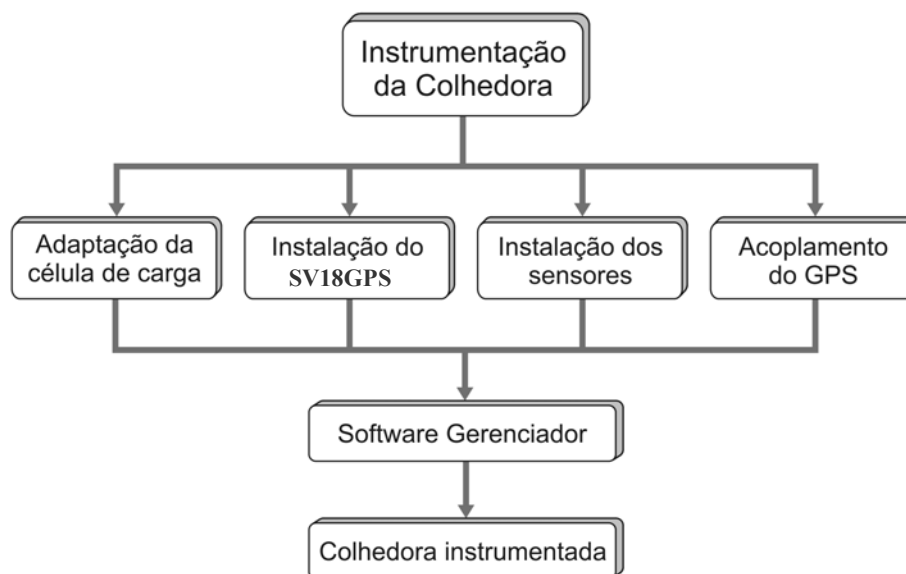 Instrumentação
da Colhedora
Adaptação da
célula de carga
Instalação do
SV18GPS
Instalação dos
sensores
Acoplamento
do GPS
Software Gerenciador
Colhedora instrumentada